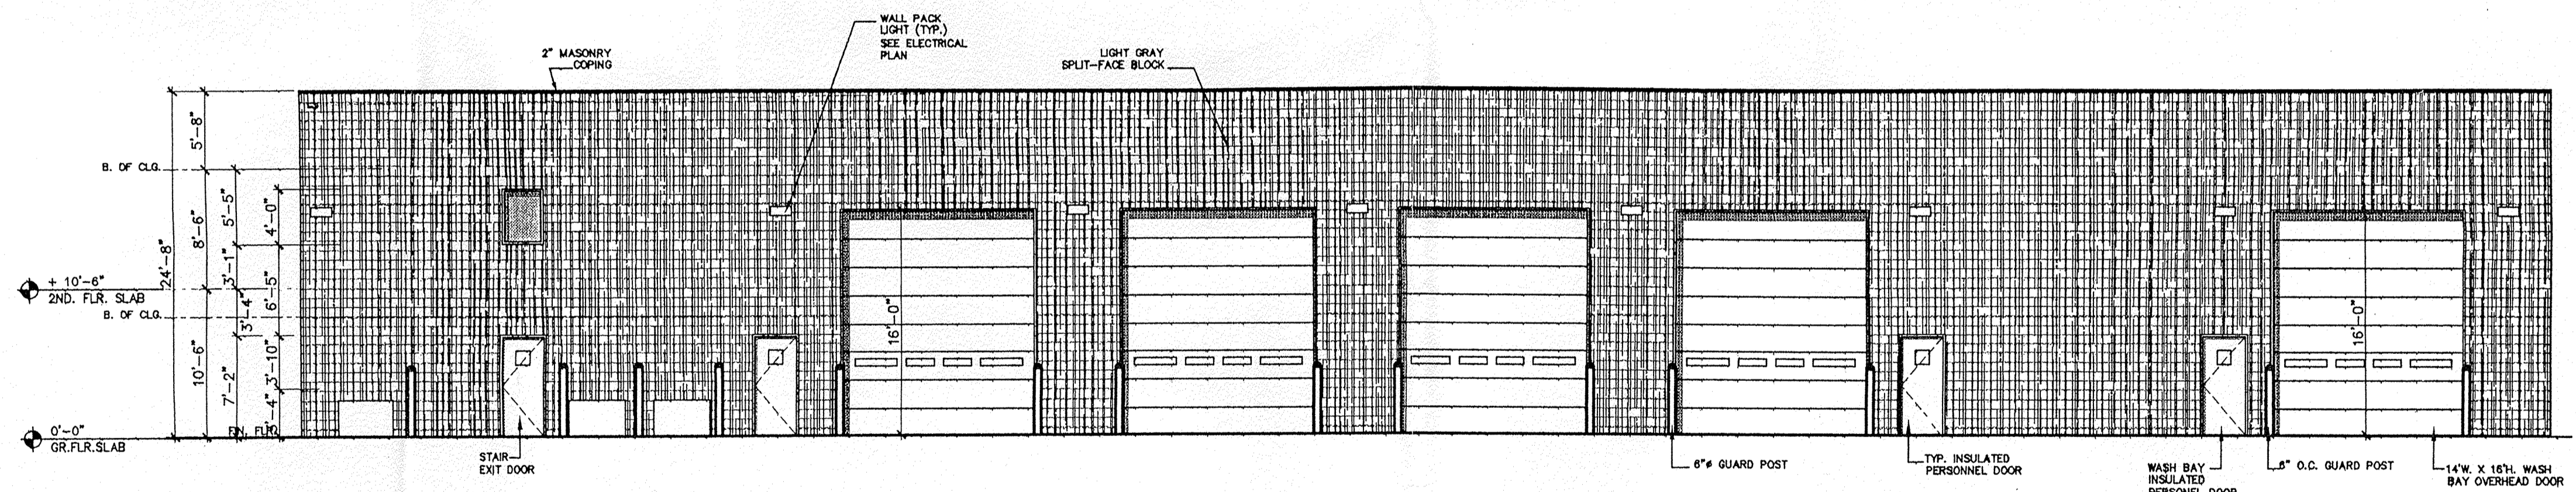 WALL PACK
LIGHT (TYP.)
SEE ELECTRICAL
PLAN
2" MASONRY
COPING
LIGHT GRAY
SPLIT-FACE BLOCK
5'-8"
B. OF CLG.
8'-6"
5'-5"
4'-0"
24'-8"
3'-1"
6'-5"
+ 10'-6"
2ND. FLR. SLAB
3'-4"
B. OF CLG.
10'-6"
7'-2"
3'-10"
16'-0"
16'-0"
0'-0"
GR.FLR.SLAB
FIN. FLR.
STAIR
EXIT DOOR
6"ø GUARD POST
TYP. INSULATED
PERSONNEL DOOR
WASH BAY
INSULATED
PERSONEL DOOR
6" O.C. GUARD POST
14'W. X 16'H. WASH
BAY OVERHEAD DOOR